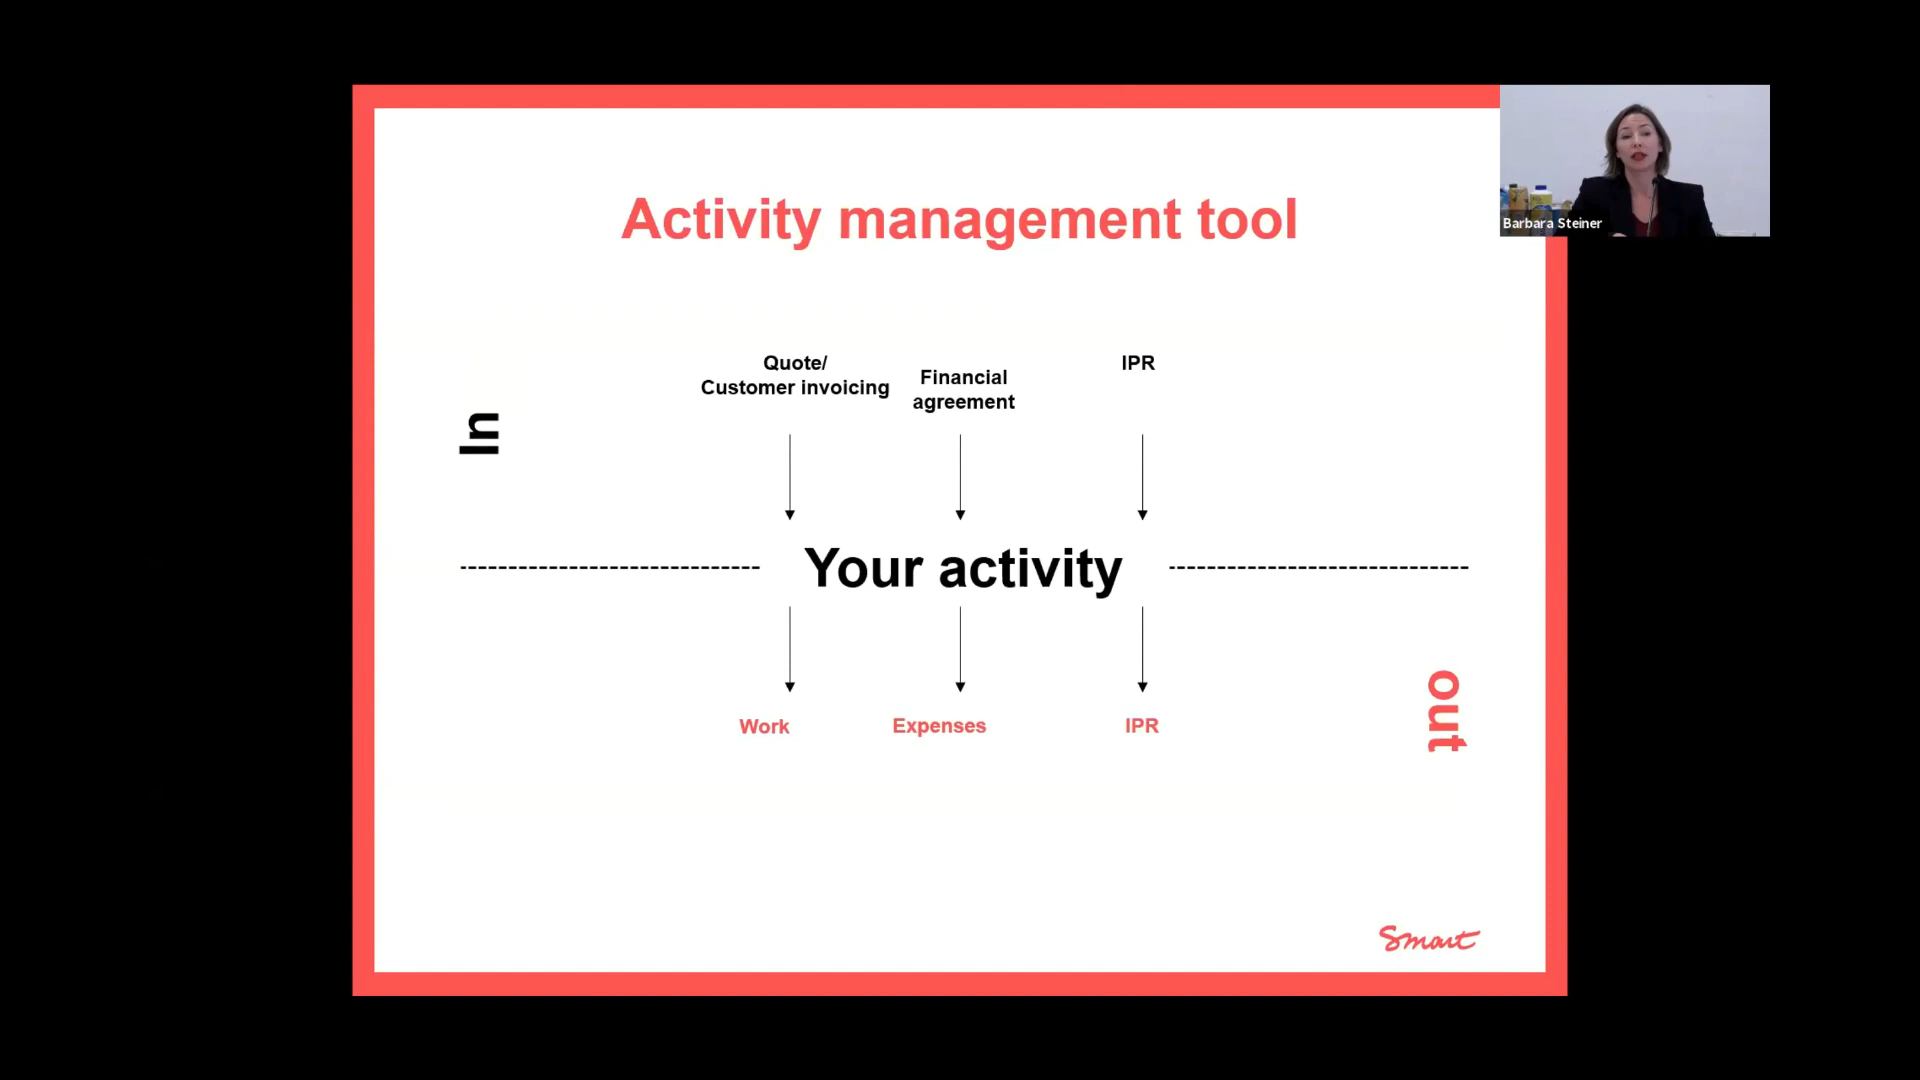 Activity management tool
Barbara Steiner
Quote/
Customer invoicing
Financial
agreement
IPR
In
Your activity
out
Work
Expenses
IPR
Smart